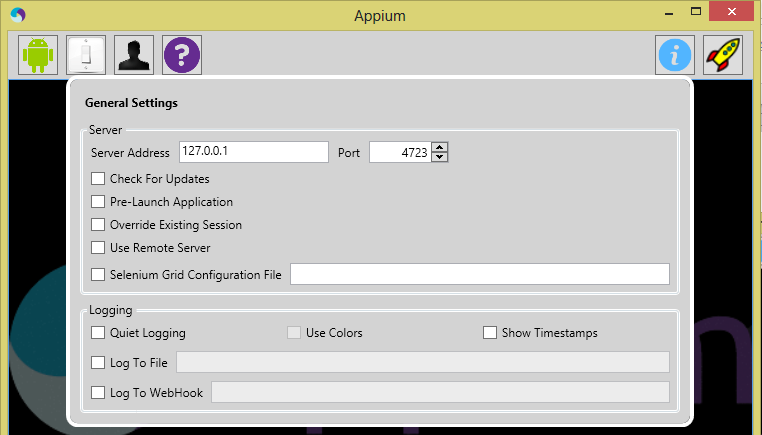 Appium
?
i
General Settings
Server
Server Address 127.0.0.1 Port 4723
Check For Updates
Pre-Launch Application
Override Existing Session
Use Remote Server
Selenium Grid Configuration File
Logging
Quiet Logging Use Colors Show Timestamps
Log To File
Log To WebHook